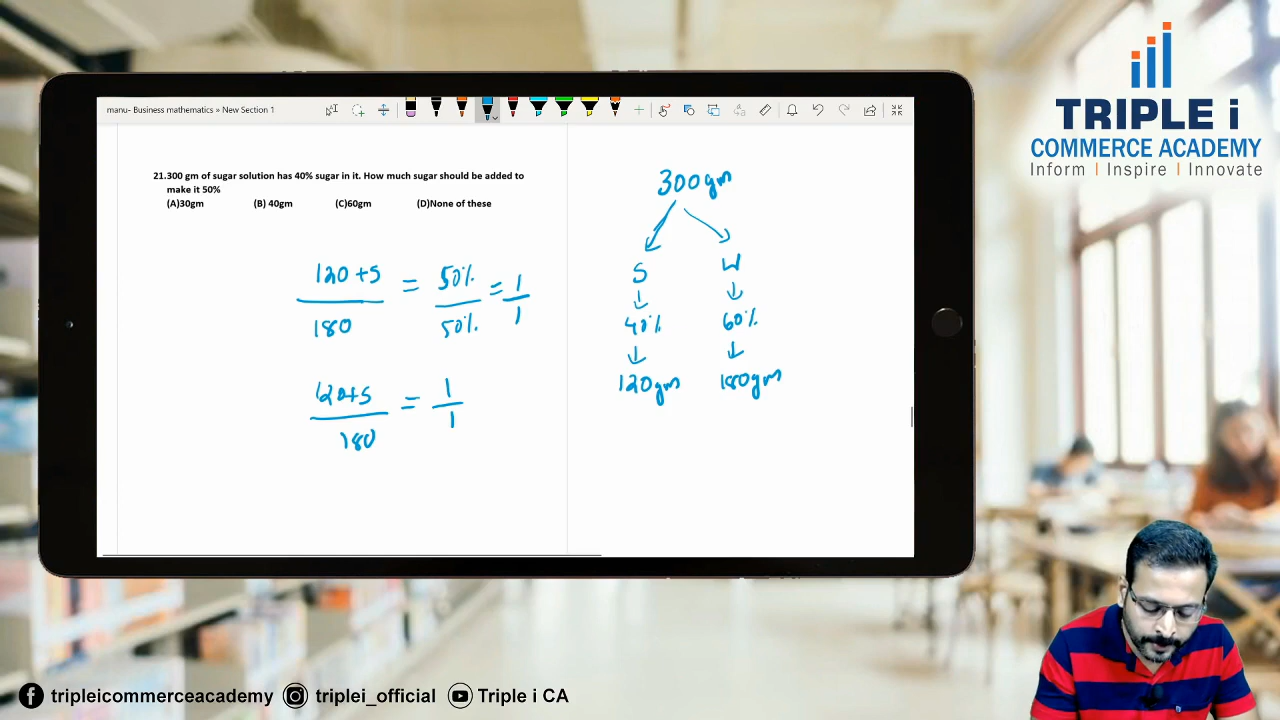 TRIPLE i
COMMERCE ACADEMY
Inform | Inspire | Innovate
manu- Business mathematics » New Section 1
21.300 gm of sugar solution has 40% sugar in it. How much sugar should be added to
make it 50%
(A)30gm (B) 40gm (C)60gm (D)None of these
300gm
S W
40% 60%
120gm 180gm
120+S = 50% = 1
180 50% 1
120+S = 1
180 1
tripleicommerceacademy triplei_official Triple i CA